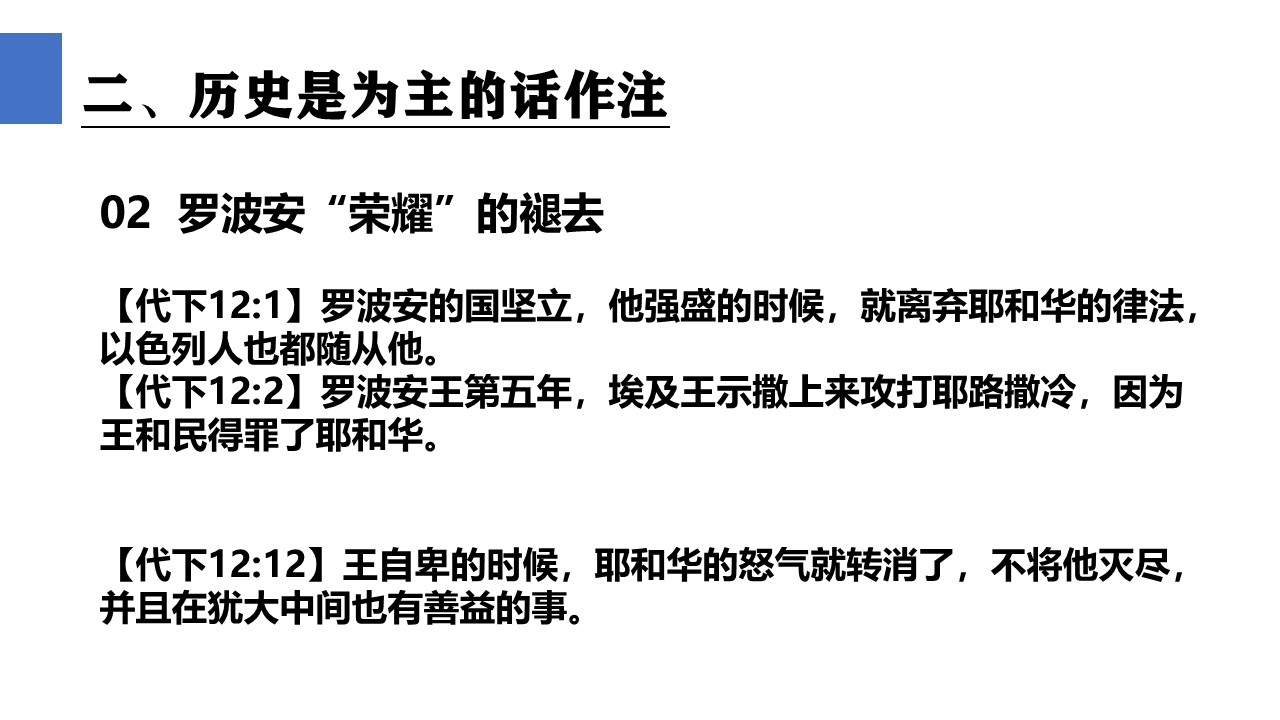 二、历史是为主的话作注
02 罗波安“荣耀”的褪去
【代下12:1】罗波安的国坚立，他强盛的时候，就离弃耶和华的律法，
以色列人也都随从他。
【代下12:2】罗波安王第五年，埃及王示撒上来攻打耶路撒冷，因为
王和民得罪了耶和华。
【代下12:12】王自卑的时候，耶和华的怒气就转消了，不将他灭尽，
并且在犹大中间也有善益的事。